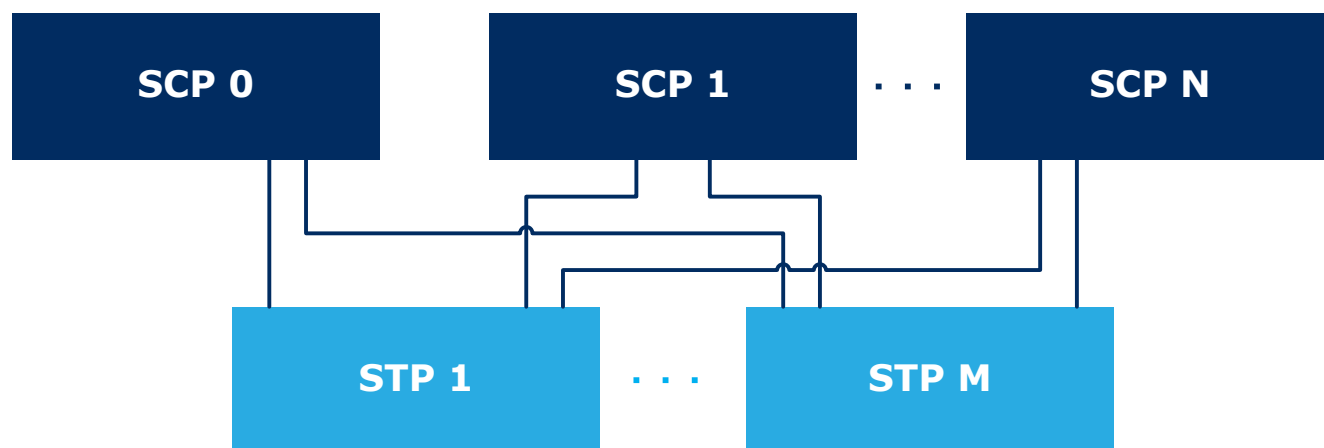 SCP 0
SCP 1
. . .
SCP N
STP 1
. . .
STP M